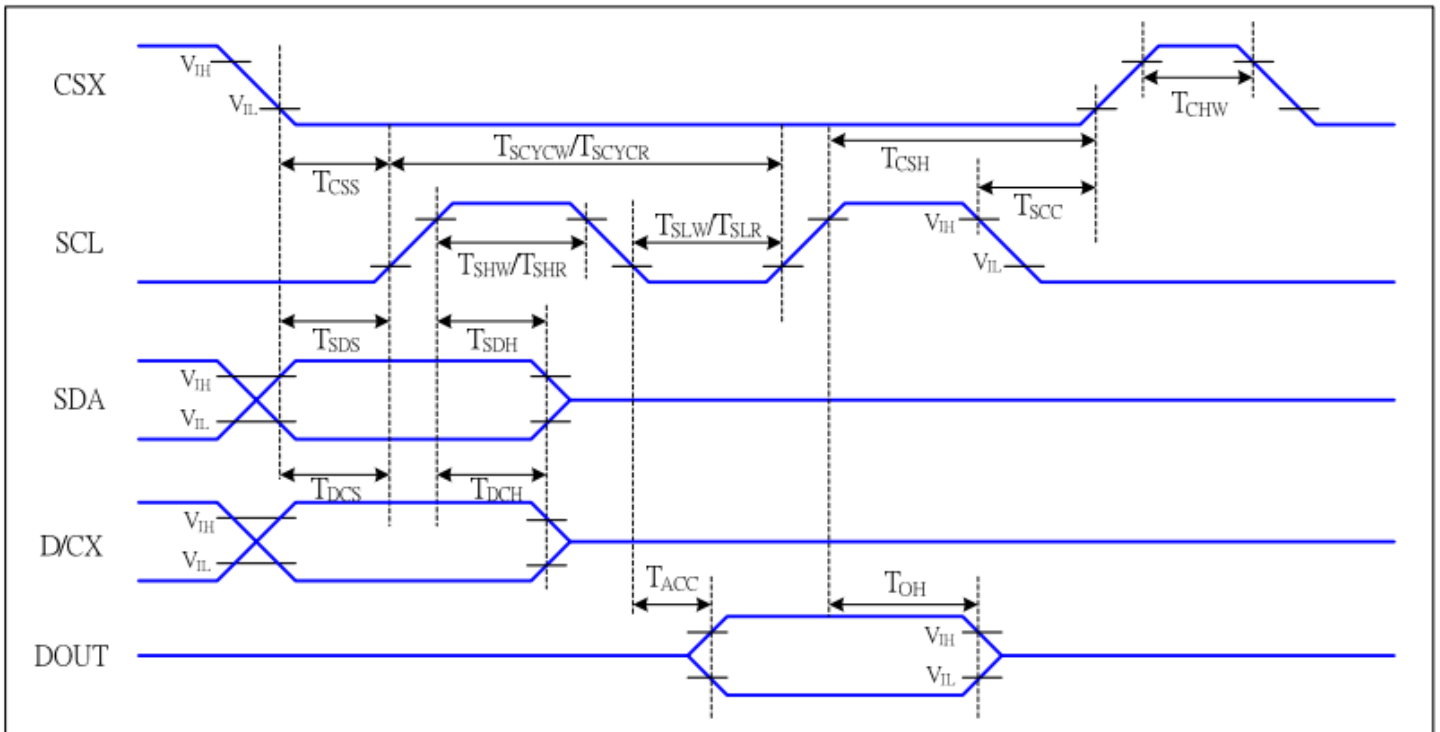 CSX
VIH
VIL
TCHW
TSCYCW/TSCYCR
TCSH
TCSS
TSCC
SCL
TSLW/TSLR
VIH
TSHW/TSHR
VIL
TSDS
TSDH
SDA
VIH
VIL
TDCS
TDCH
D/CX
VIH
VIL
TACC
TOH
DOUT
VIH
VIL